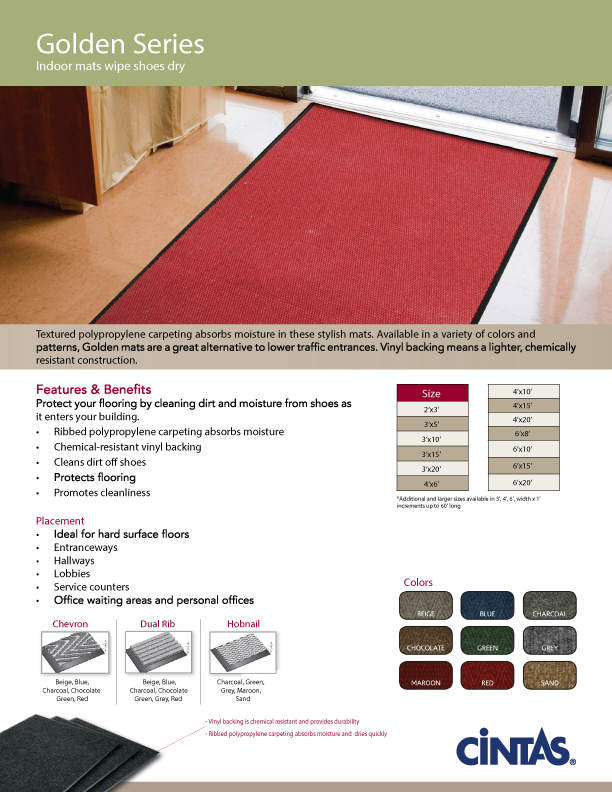 Golden Series
Indoor mats wipe shoes dry
Textured polypropylene carpeting absorbs moisture in these stylish mats. Available in a variety of colors and
patterns, Golden mats are a great alternative to lower traffic entrances. Vinyl backing means a lighter, chemically
resistant construction.
Features & Benefits
Protect your flooring by cleaning dirt and moisture from shoes as
it enters your building.
• Ribbed polypropylene carpeting absorbs moisture
• Chemical-resistant vinyl backing
• Cleans dirt off shoes
• Protects flooring
• Promotes cleanliness
Placement
• Ideal for hard surface floors
• Entranceways
• Hallways
• Lobbies
• Service counters
• Office waiting areas and personal offices
Size
2'x3'
3'x5'
3'x10'
3'x15'
3'x20'
4'x6'
4'x10'
4'x15'
4'x20'
6'x8'
6'x10'
6'x15'
6'x20'
*Additional and larger sizes available in 3', 4', 6', width x 1'
increments up to 60' long
Chevron
Beige, Blue,
Charcoal, Chocolate
Green, Red
Dual Rib
Beige, Blue,
Charcoal, Chocolate
Green, Grey, Red
Hobnail
Charcoal, Green,
Grey, Maroon,
Sand
Colors
BEIGE BLUE CHARCOAL
CHOCOLATE GREEN GREY
MAROON RED SAND
- Vinyl backing is chemical resistant and provides durability
- Ribbed polypropylene carpeting absorbs moisture and dries quickly
CINTAS®